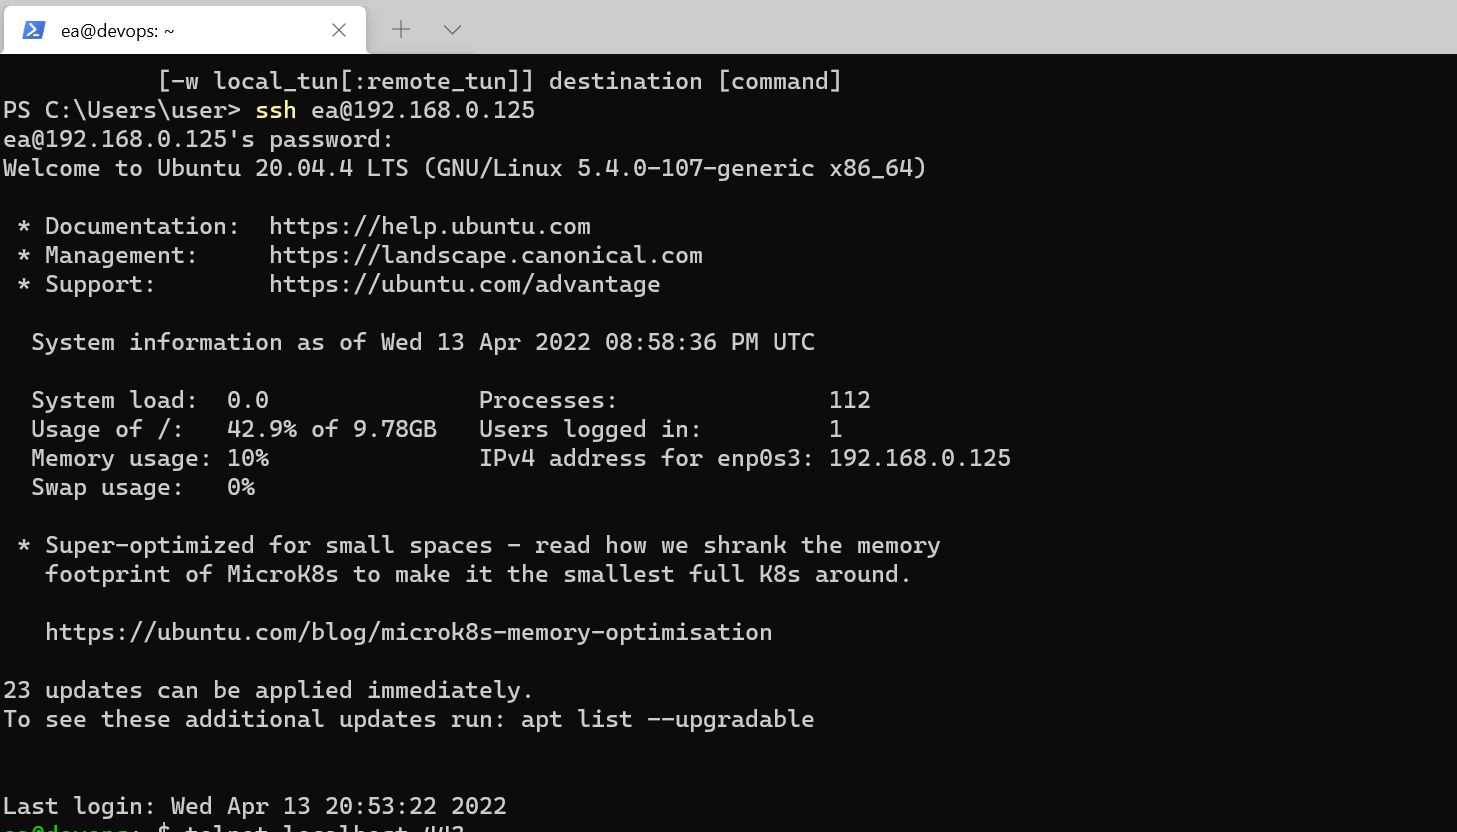 ea@devops: ~
[-w local_tun[:remote_tun]] destination [command]
PS C:\Users\user> ssh ea@192.168.0.125
ea@192.168.0.125's password:
Welcome to Ubuntu 20.04.4 LTS (GNU/Linux 5.4.0-107-generic x86_64)
* Documentation:  https://help.ubuntu.com
* Management:     https://landscape.canonical.com
* Support:        https://ubuntu.com/advantage
System information as of Wed 13 Apr 2022 08:58:36 PM UTC
System load:  0.0               Processes:               112
Usage of /:   42.9% of 9.78GB   Users logged in:         1
Memory usage: 10%               IPv4 address for enp0s3: 192.168.0.125
Swap usage:   0%
* Super-optimized for small spaces - read how we shrank the memory
footprint of MicroK8s to make it the smallest full K8s around.
https://ubuntu.com/blog/microk8s-memory-optimisation
23 updates can be applied immediately.
To see these additional updates run: apt list --upgradable
Last login: Wed Apr 13 20:53:22 2022
ea@devops: $ telnet localhost